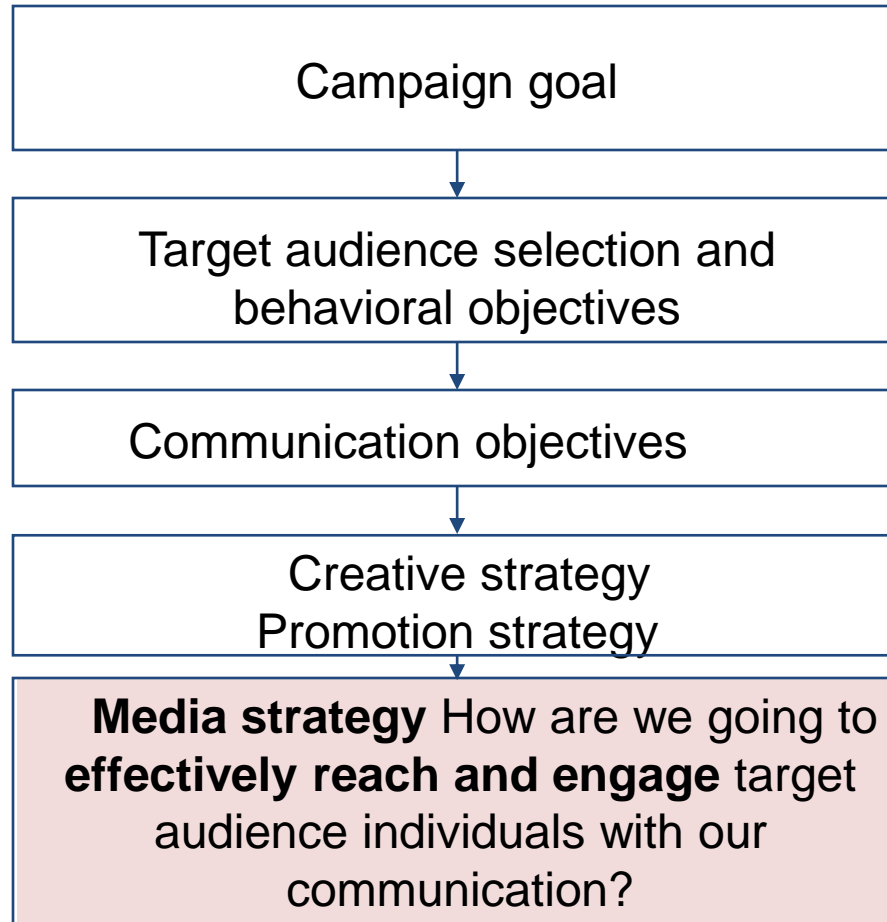 Campaign goal
Target audience selection and
behavioral objectives
Communication objectives
Creative strategy
Promotion strategy
Media strategy How are we going to
effectively reach and engage target
audience individuals with our
communication?